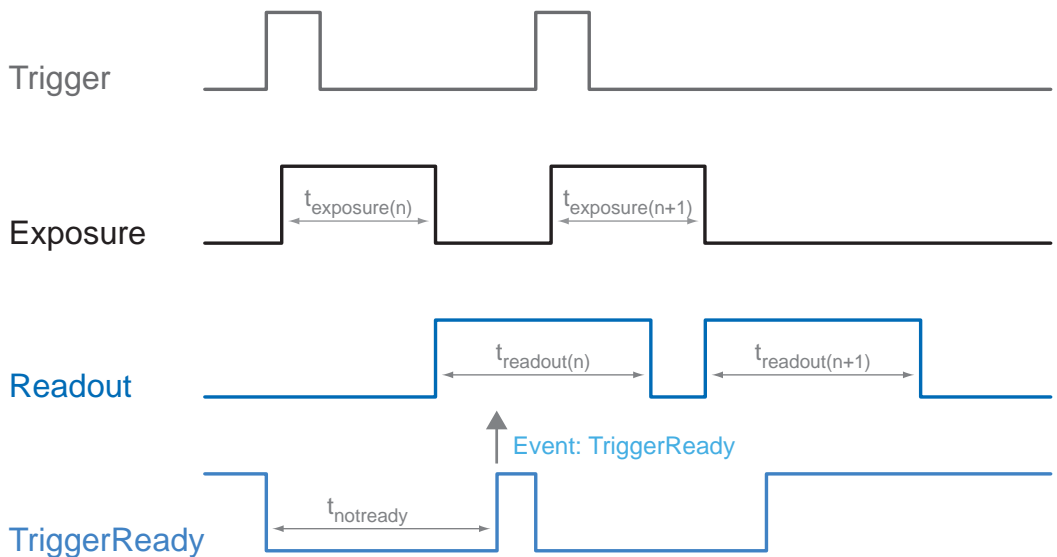 Trigger
Exposure
t_exposure(n)
t_exposure(n+1)
Readout
t_readout(n)
t_readout(n+1)
Event: TriggerReady
TriggerReady
t_notready